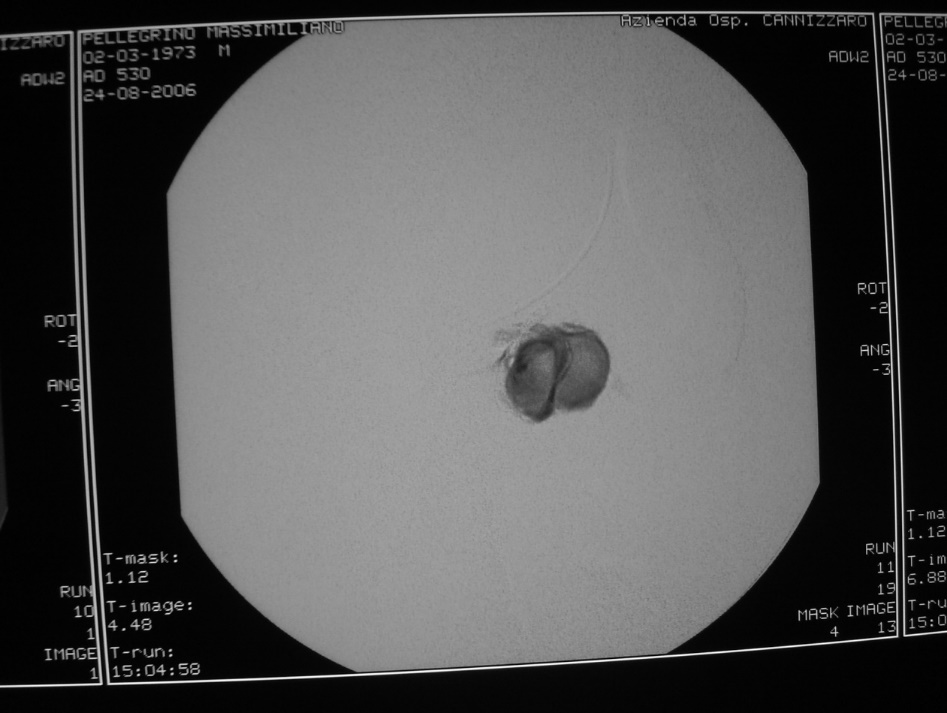 IZZARO
ADW2
ROT
-2
ANG
-3
RUN
10
1
IMAGE
1
PELLEGRINO MASSIMILIANO
02-03-1973 M
AD 530
24-08-2006
Azienda Osp. CANNIZZARO
ADW2
ROT
-2
ANG
-3
T-mask:
1.12
T-image:
4.48
T-run:
15:04:58
RUN
11
19
MASK IMAGE
4 13
PELLEG
02-03-
AD 530
24-08-
T-ma
1.12
T-im
6.88
T-ru
15:0